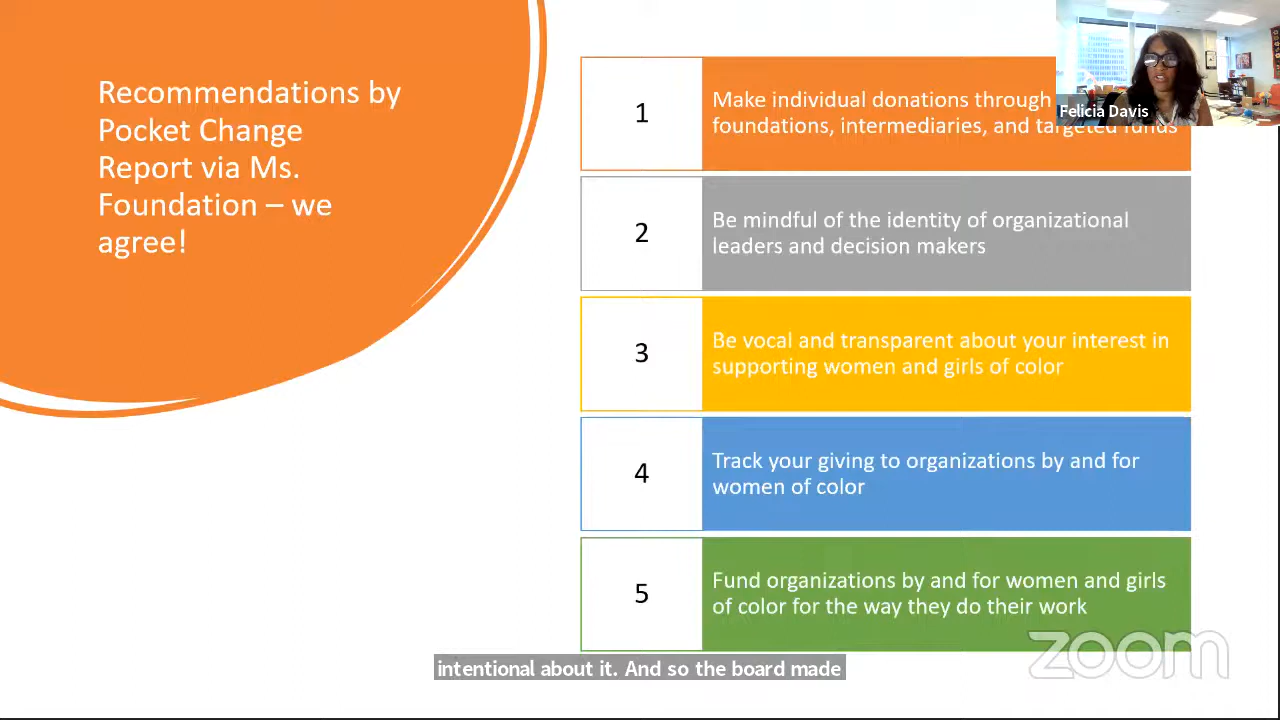 Recommendations by
Pocket Change
Report via Ms.
Foundation – we
agree!
1
Make individual donations through
foundations, intermediaries, and targeted funds
2
Be mindful of the identity of organizational
leaders and decision makers
3
Be vocal and transparent about your interest in
supporting women and girls of color
4
Track your giving to organizations by and for
women of color
5
Fund organizations by and for women and girls
of color for the way they do their work
Felicia Davis
intentional about it. And so the board made
zoom